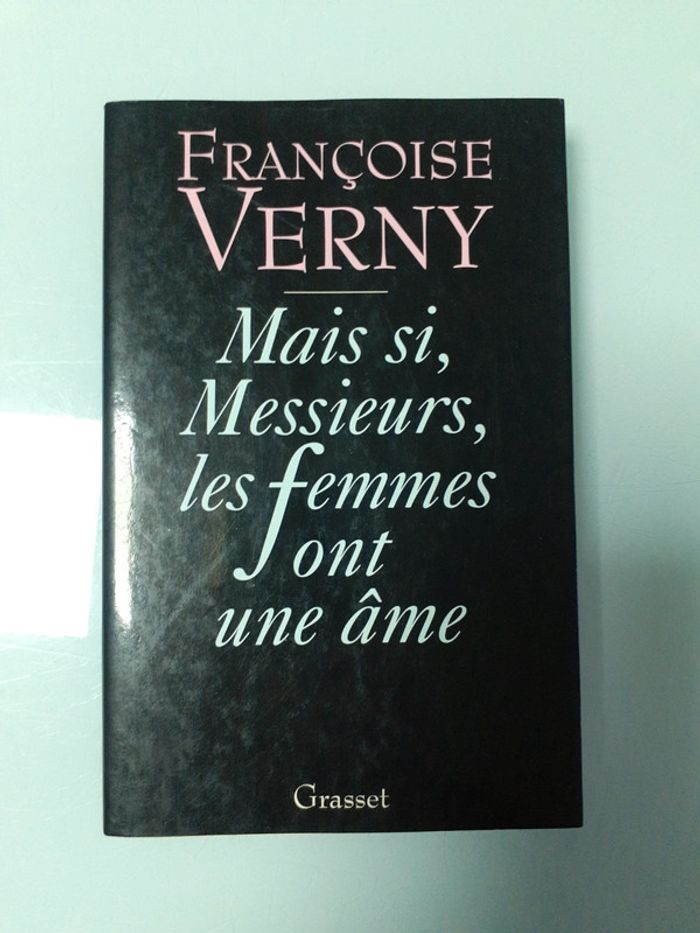 FRANÇOISE
VERNY
Mais si,
Messieurs,
les femmes
ont
une âme
Grasset